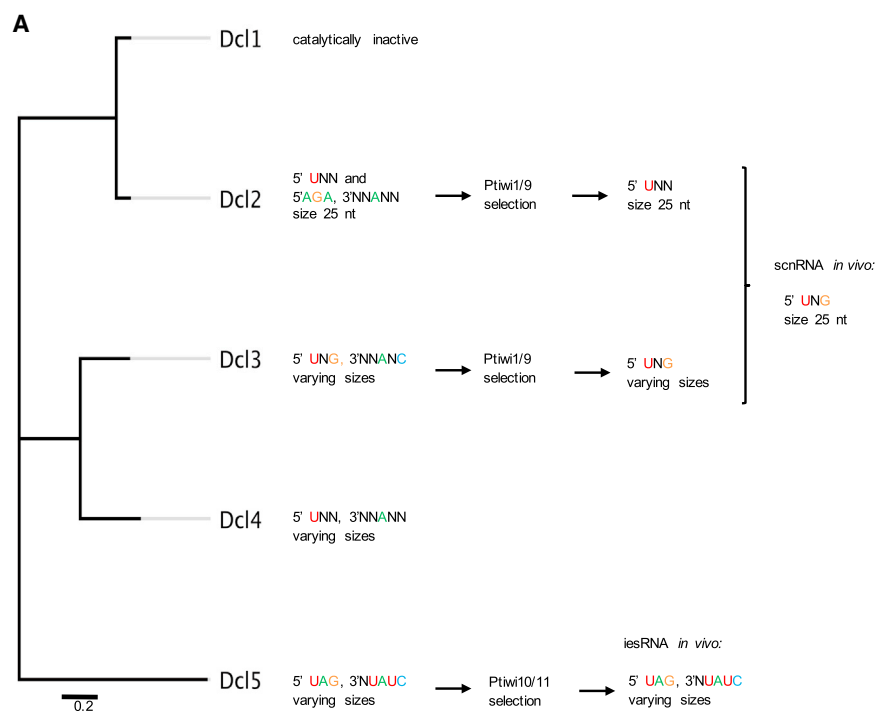 A
Dcl1
catalytically inactive
Dcl2
5' UNN and
5'AGA, 3'NNANN
size 25 nt
Ptiwi1/9
selection
5' UNN
size 25 nt
scnRNA in vivo:
5' UNG
size 25 nt
Dcl3
5' UNG, 3'NNANC
varying sizes
Ptiwi1/9
selection
5' UNG
varying sizes
Dcl4
5' UNN, 3'NNANN
varying sizes
iesRNA in vivo:
Dcl5
5' UAG, 3'NUAUC
varying sizes
Ptiwi10/11
selection
5' UAG, 3'NUAUC
varying sizes
0.2